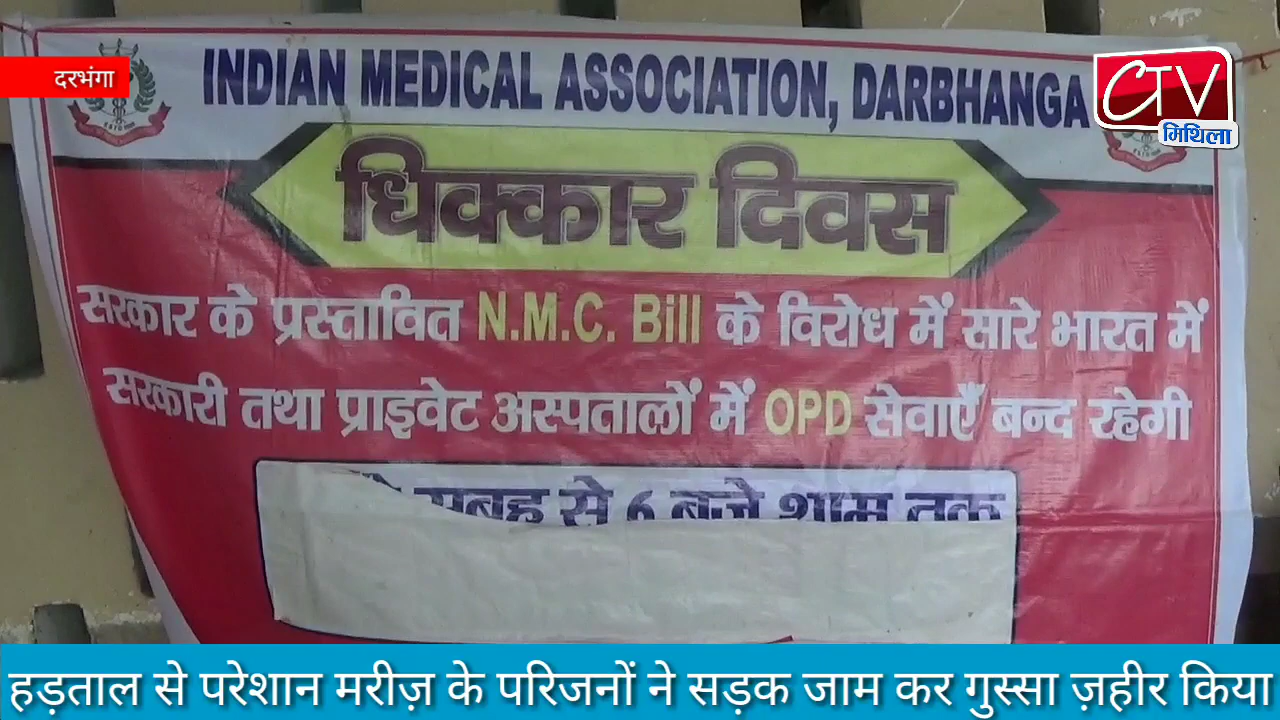 दरभंगा
INDIAN MEDICAL ASSOCIATION, DARBHANGA
CTV
मिथिला
धिक्कार दिवस
सरकार के प्रस्तावित N.M.C. Bill के विरोध में सारे भारत में
सरकारी तथा प्राइवेट अस्पतालों में OPD सेवाएँ बन्द रहेगी
सुबह से 6 बजे शाम तक
हड़ताल से परेशान मरीज़ के परिजनों ने सड़क जाम कर गुस्सा ज़हीर किया